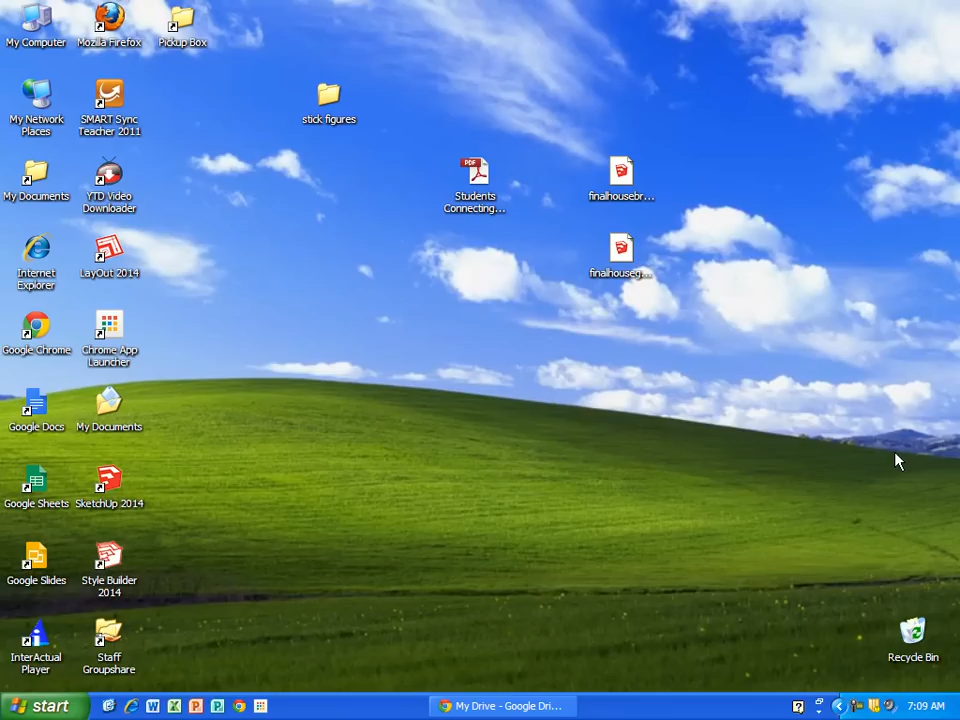 My Computer
Mozilla Firefox
Pickup Box
My Network
Places
SMART Sync
Teacher 2011
stick figures
My Documents
YTD Video
Downloader
PDF
Students
Connecting...
finalhousebr...
Internet
Explorer
LayOut 2014
finalhouseg...
Google Chrome
Chrome App
Launcher
Google Docs
My Documents
Google Sheets
SketchUp 2014
Google Slides
Style Builder
2014
InterActual
Player
Staff
Groupshare
Recycle Bin
start
My Drive - Google Dri...
7:09 AM